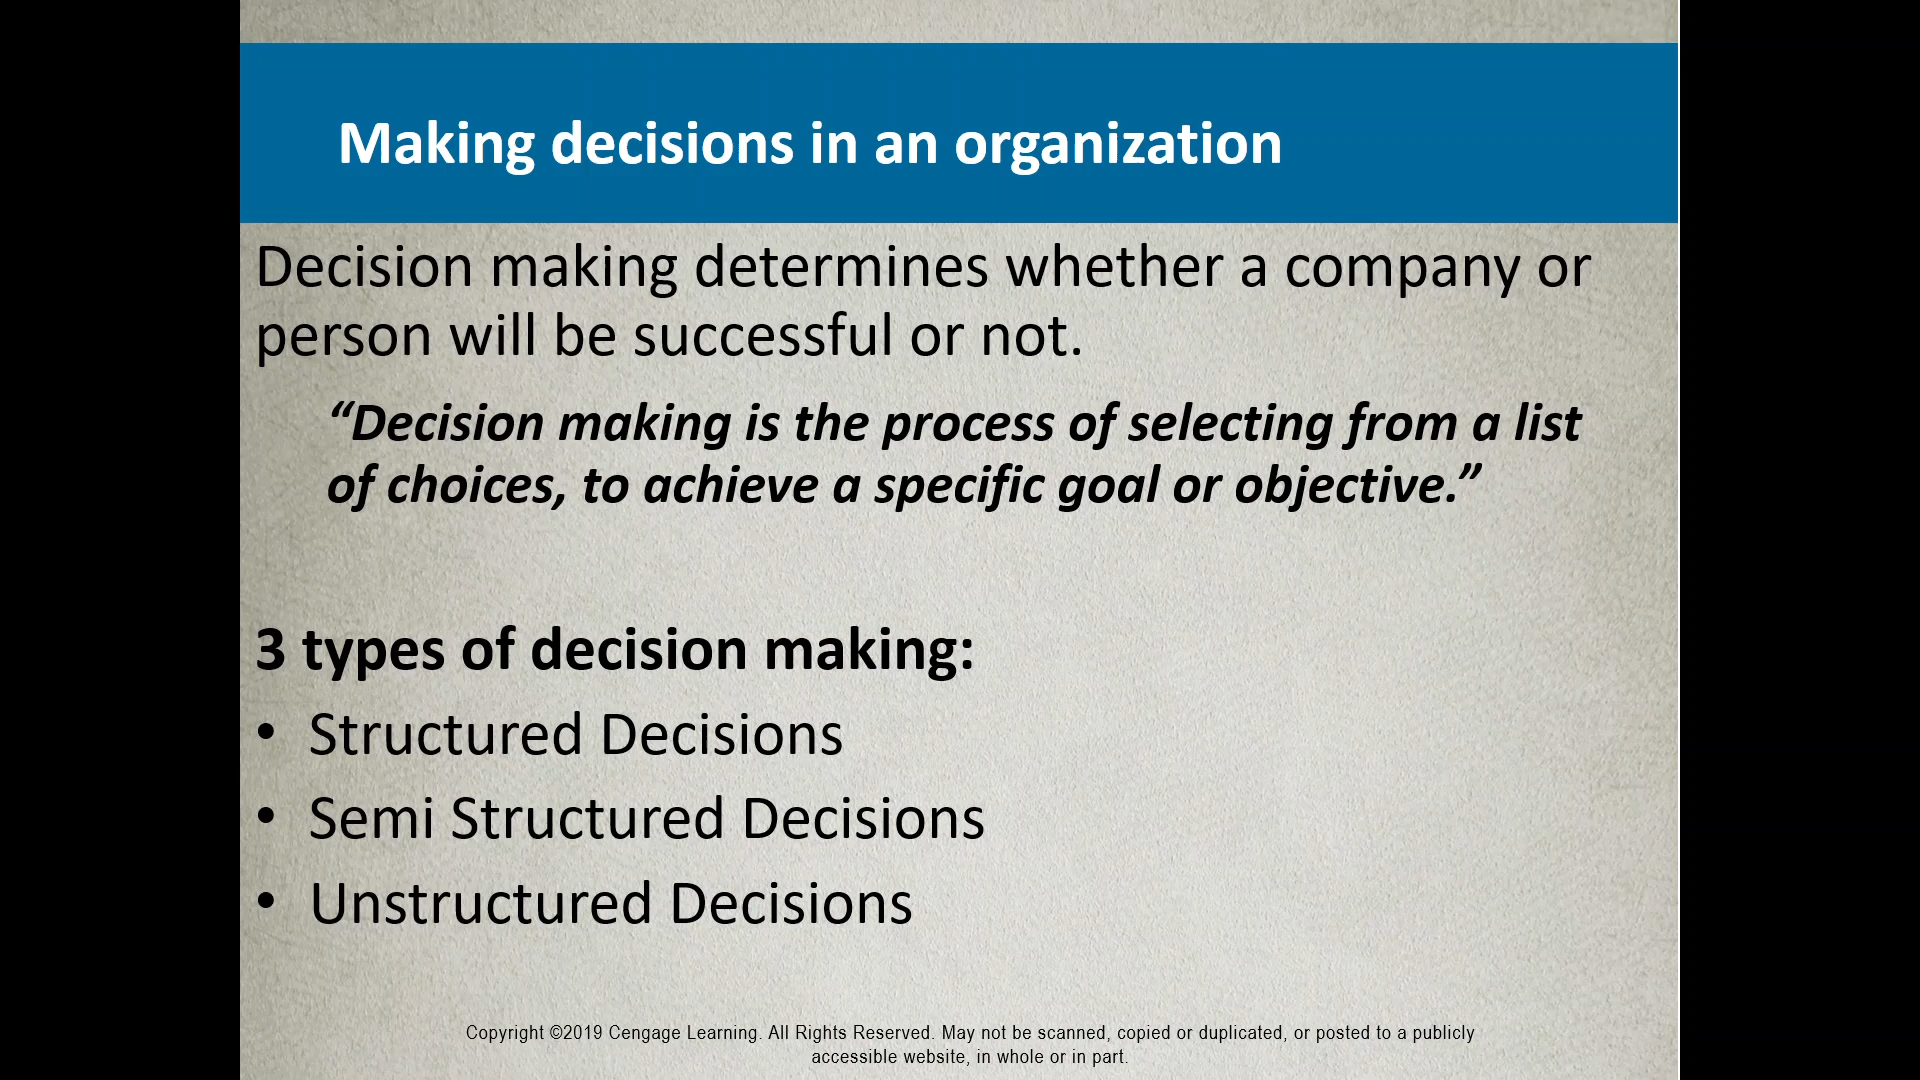 Making decisions in an organization
Decision making determines whether a company or
person will be successful or not.
“Decision making is the process of selecting from a list
of choices, to achieve a specific goal or objective.”
3 types of decision making:
• Structured Decisions
• Semi Structured Decisions
• Unstructured Decisions
Copyright ©2019 Cengage Learning. All Rights Reserved. May not be scanned, copied or duplicated, or posted to a publicly
accessible website, in whole or in part.